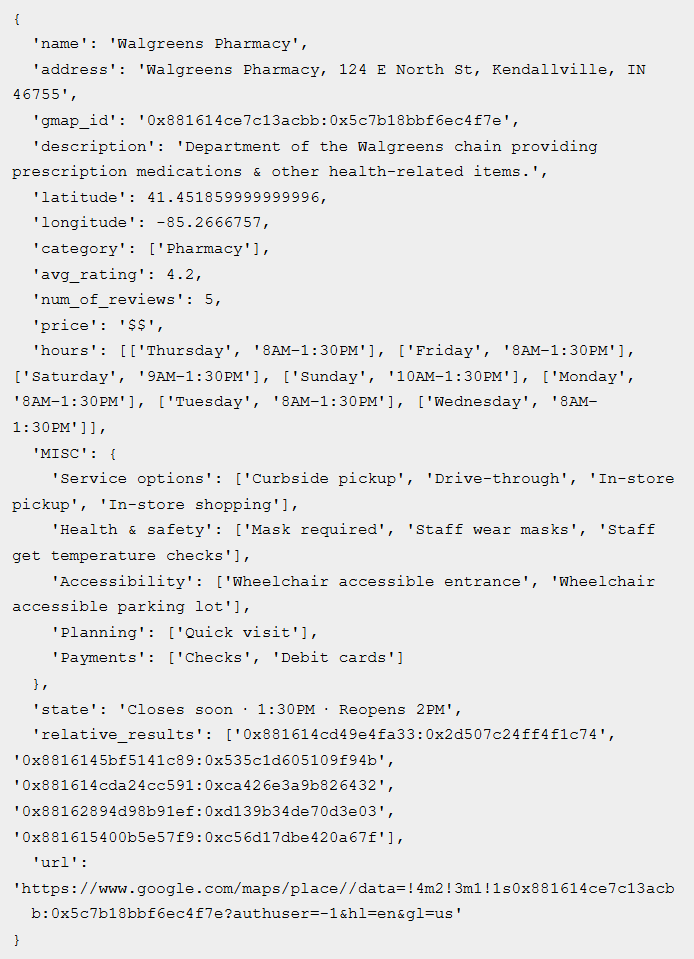 {
  'name': 'Walgreens Pharmacy',
  'address': 'Walgreens Pharmacy, 124 E North St, Kendallville, IN
46755',
  'gmap_id': '0x881614ce7c13acbb:0x5c7b18bbf6ec4f7e',
  'description': 'Department of the Walgreens chain providing
prescription medications & other health-related items.',
  'latitude': 41.451859999999996,
  'longitude': -85.2666757,
  'category': ['Pharmacy'],
  'avg_rating': 4.2,
  'num_of_reviews': 5,
  'price': '$$',
  'hours': [['Thursday', '8AM–1:30PM'], ['Friday', '8AM–1:30PM'],
['Saturday', '9AM–1:30PM'], ['Sunday', '10AM–1:30PM'], ['Monday',
'8AM–1:30PM'], ['Tuesday', '8AM–1:30PM'], ['Wednesday', '8AM–
1:30PM']],
  'MISC': {
    'Service options': ['Curbside pickup', 'Drive-through', 'In-store
pickup', 'In-store shopping'],
    'Health & safety': ['Mask required', 'Staff wear masks', 'Staff
get temperature checks'],
    'Accessibility': ['Wheelchair accessible entrance', 'Wheelchair
accessible parking lot'],
    'Planning': ['Quick visit'],
    'Payments': ['Checks', 'Debit cards']
  },
  'state': 'Closes soon · 1:30PM · Reopens 2PM',
  'relative_results': ['0x881614cd49e4fa33:0x2d507c24ff4f1c74',
'0x8816145bf5141c89:0x535c1d605109f94b',
'0x881614cda24cc591:0xca426e3a9b826432',
'0x88162894d98b91ef:0xd139b34de70d3e03',
'0x881615400b5e57f9:0xc56d17dbe420a67f'],
  'url':
'https://www.google.com/maps/place//data=!4m2!3m1!1s0x881614ce7c13acb
  b:0x5c7b18bbf6ec4f7e?authuser=-1&hl=en&gl=us'
}